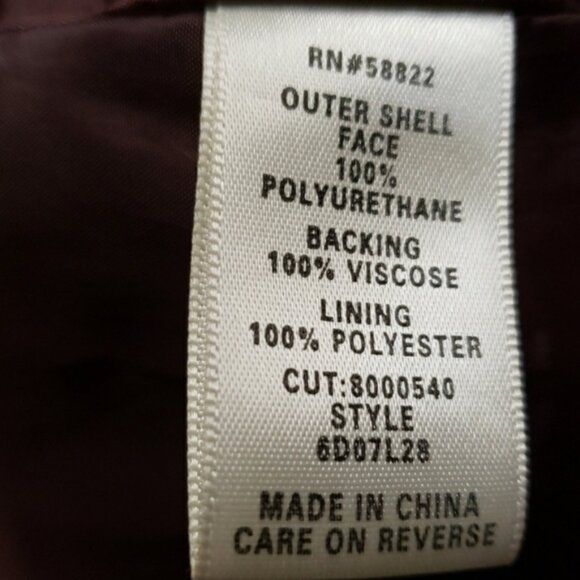 RN#58822
OUTER SHELL
FACE
100%
POLYURETHANE
BACKING
100% VISCOSE
LINING
100% POLYESTER
CUT:8000540
STYLE
6D07L28
MADE IN CHINA
CARE ON REVERSE